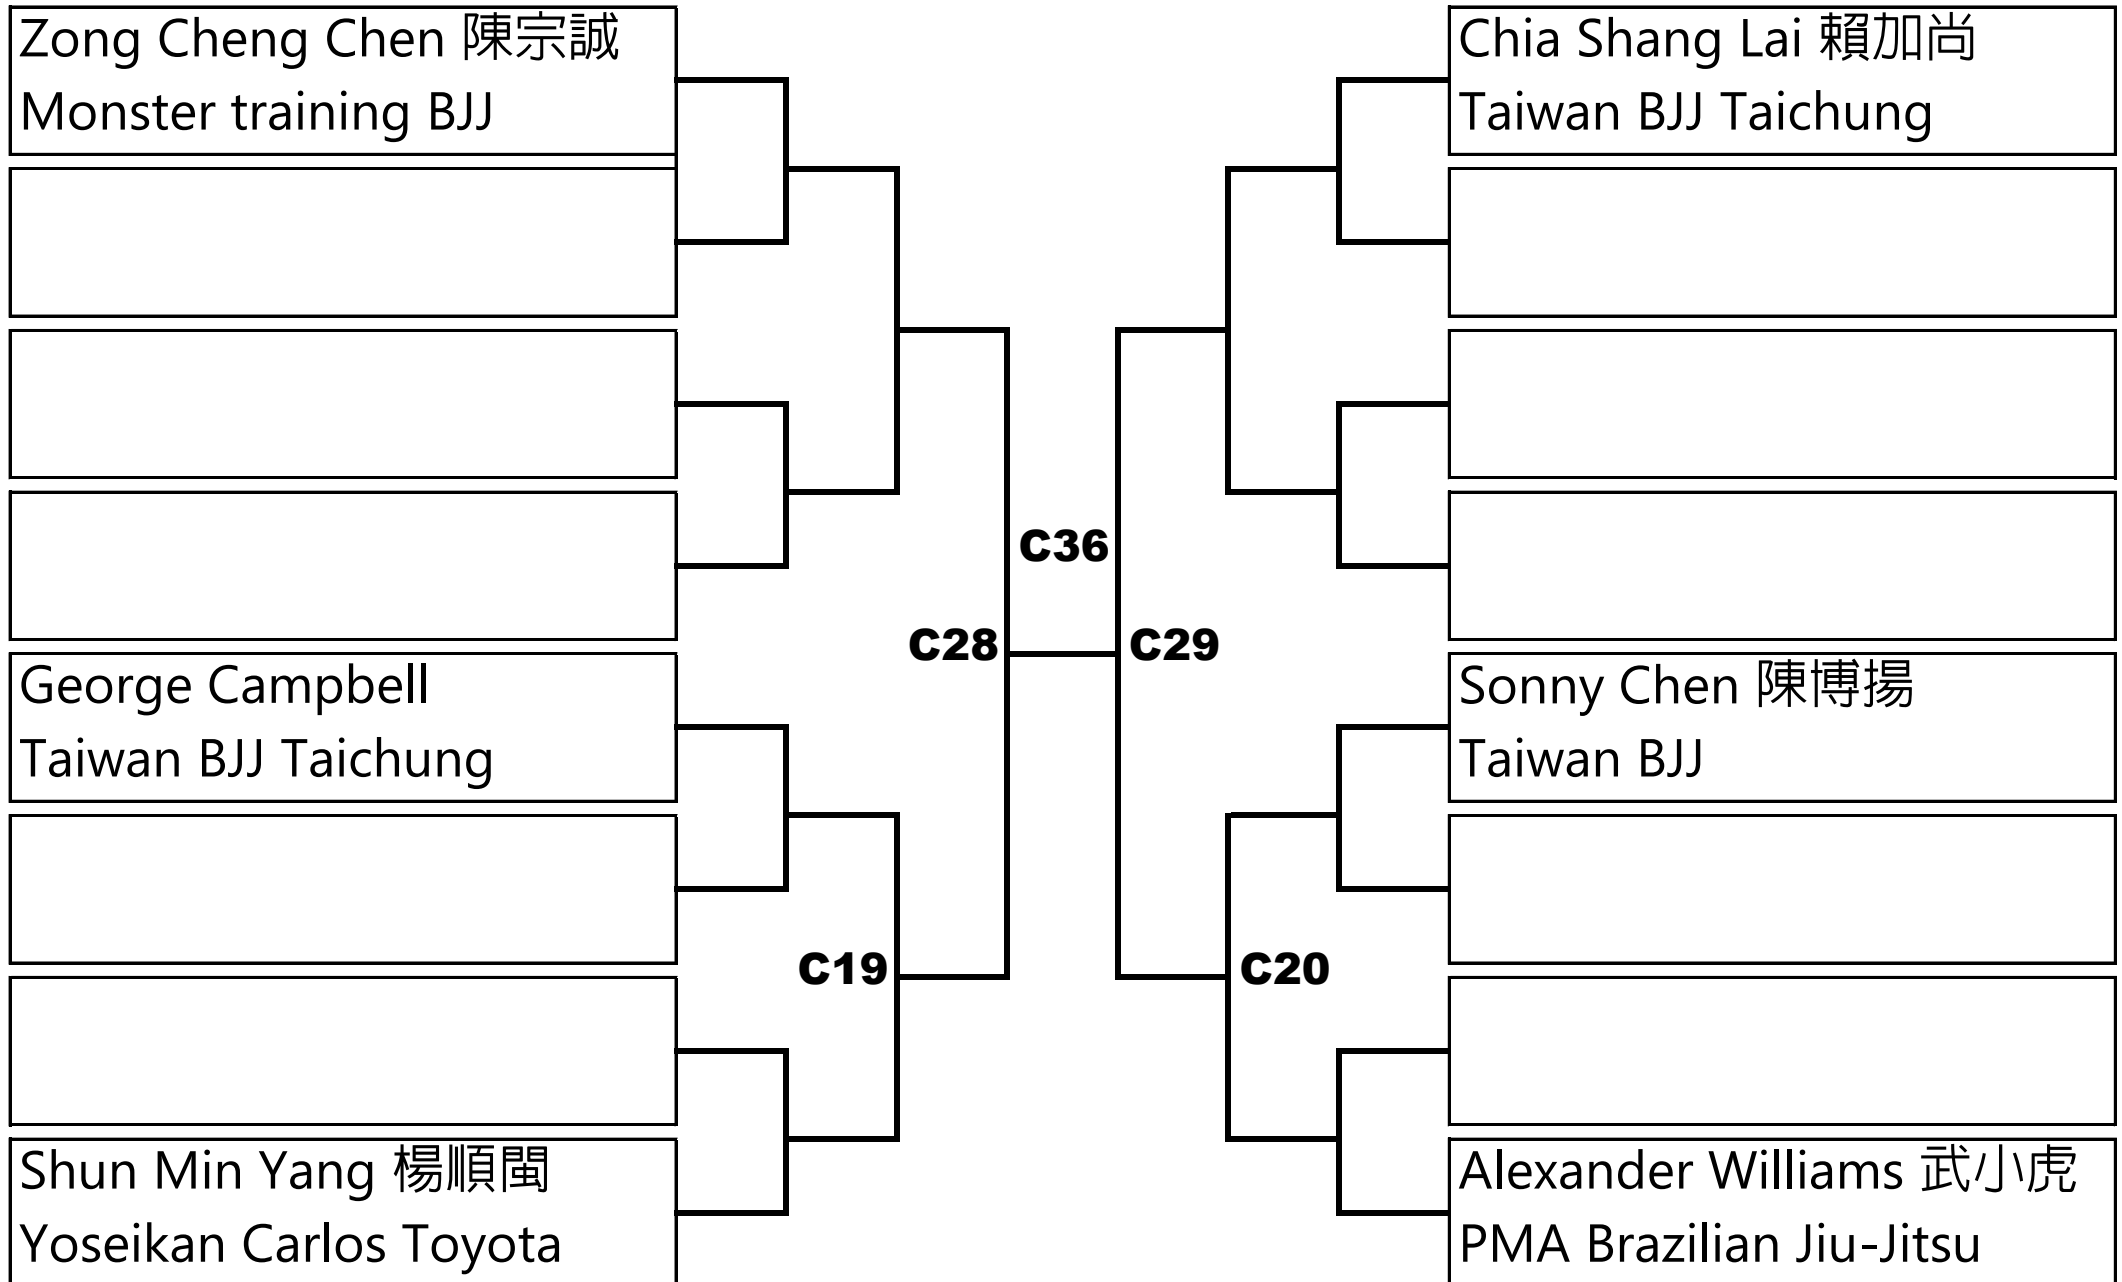 Zong Cheng Chen 陳宗誠
Monster training BJJ
George Campbell
Taiwan BJJ Taichung
Shun Min Yang 楊順閩
Yoseikan Carlos Toyota
C19
C28
C36
C29
C20
Chia Shang Lai 賴加尚
Taiwan BJJ Taichung
Sonny Chen 陳博揚
Taiwan BJJ
Alexander Williams 武小虎
PMA Brazilian Jiu-Jitsu